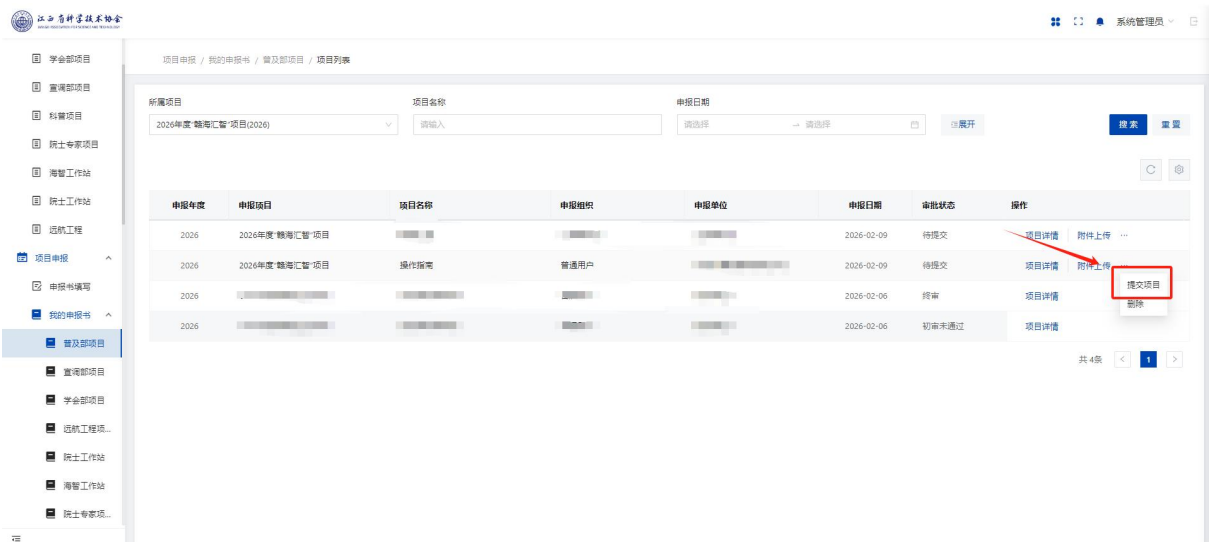 江西省科学技术协会
系统管理员
学会部项目
宣调部项目
科普项目
院士专家项目
海智工作站
院士工作站
远航工程
项目申报
申报书填写
我的申报书
普及部项目
宣调部项目
学会部项目
远航工程项...
院士工作站
海智工作站
院士专家项...
项目申报 / 我的申报书 / 普及部项目 / 项目列表
所属项目 项目名称 申报日期
2026年度"赣海汇智"项目(2026) 请输入 请选择 → 请选择 展开 搜索 重置
申报年度 申报项目 项目名称 申报组织 申报单位 申报日期 审批状态 操作
2026 2026年度"赣海汇智"项目 2026-02-09 待提交 项目详情 附件上传 ...
2026 2026年度"赣海汇智"项目 操作指南 普通用户 2026-02-09 待提交 项目详情 附件上传 ...
提交项目
删除
2026 2026-02-06 终审 项目详情
2026 2026-02-06 初审未通过 项目详情
共4条 < 1 >